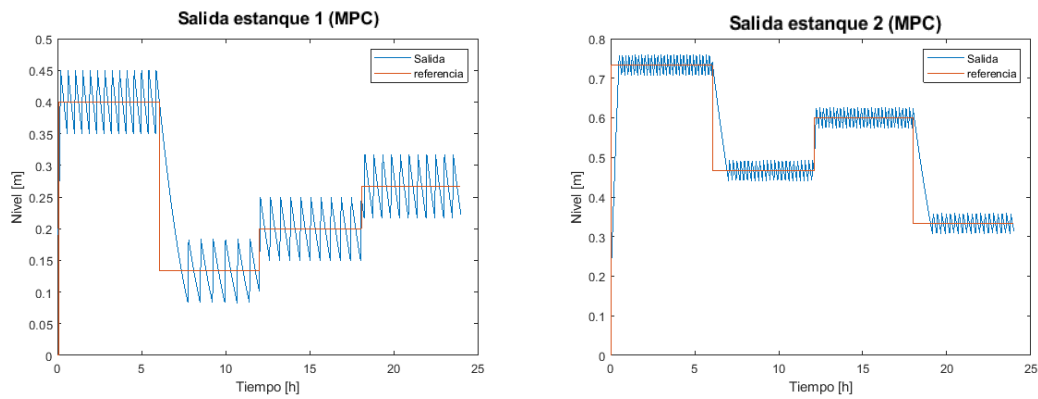 Salida estanque 1 (MPC)
0.5
0.45
0.4
0.35
0.3
0.25
0.2
0.15
0.1
0.05
0
Nivel [m]
Salida
referencia
0 5 10 15 20 25
Tiempo [h]
Salida estanque 2 (MPC)
0.8
0.7
0.6
0.5
0.4
0.3
0.2
0.1
0
Nivel [m]
Salida
referencia
0 5 10 15 20 25
Tiempo [h]